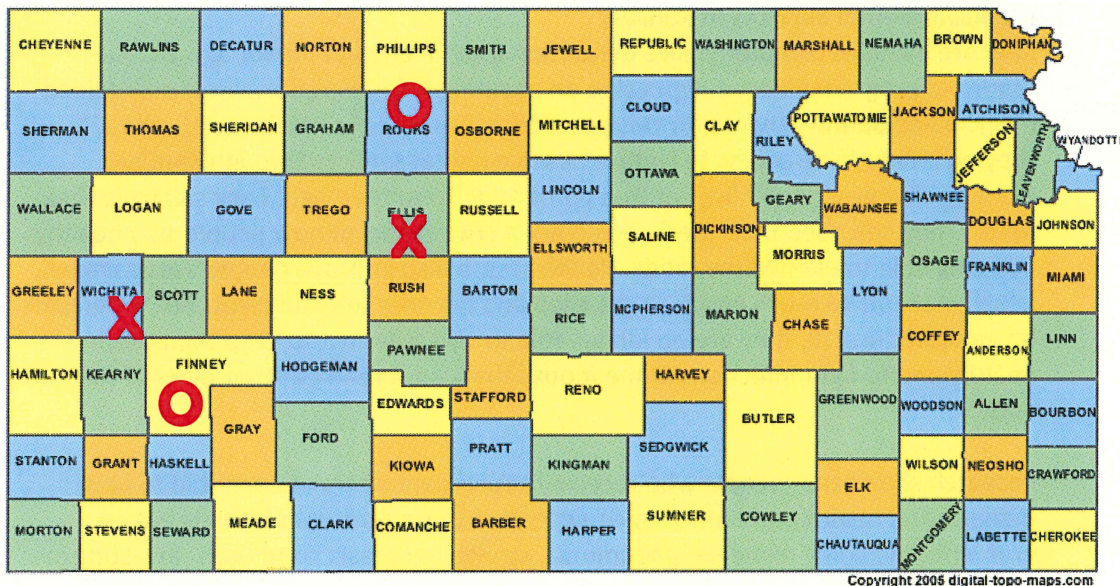 CHEYENNE RAWLINS DECATUR NORTON PHILLIPS SMITH JEWELL REPUBLIC WASHINGTON MARSHALL NEMAHA BROWN DONIPHAN
SHERMAN THOMAS SHERIDAN GRAHAM ROOKS OSBORNE MITCHELL CLOUD CLAY RILEY POTTAWATOMIE JACKSON ATCHISON
JEFFERSON LEAVENWORTH WYANDOTT
WALLACE LOGAN GOVE TREGO ELLIS RUSSELL LINCOLN OTTAWA GEARY WABAUNSEE SHAWNEE
ELLSWORTH SALINE DICKINSON MORRIS DOUGLAS JOHNSON
GREELEY WICHITA SCOTT LANE NESS RUSH BARTON RICE MCPHERSON MARION CHASE LYON OSAGE FRANKLIN MIAMI
HAMILTON KEARNY FINNEY HODGEMAN PAWNEE STAFFORD RENO HARVEY COFFEY ANDERSON LINN
EDWARDS BUTLER GREENWOOD WOODSON ALLEN BOURBON
STANTON GRANT HASKELL GRAY FORD KIOWA PRATT KINGMAN SEDGWICK ELK WILSON NEOSHO CRAWFORD
MORTON STEVENS SEWARD MEADE CLARK COMANCHE BARBER HARPER SUMNER COWLEY CHAUTAUQUA MONTGOMERY LABETTE CHEROKEE
O
X
X
O
Copyright 2005 digital-topo-maps.com